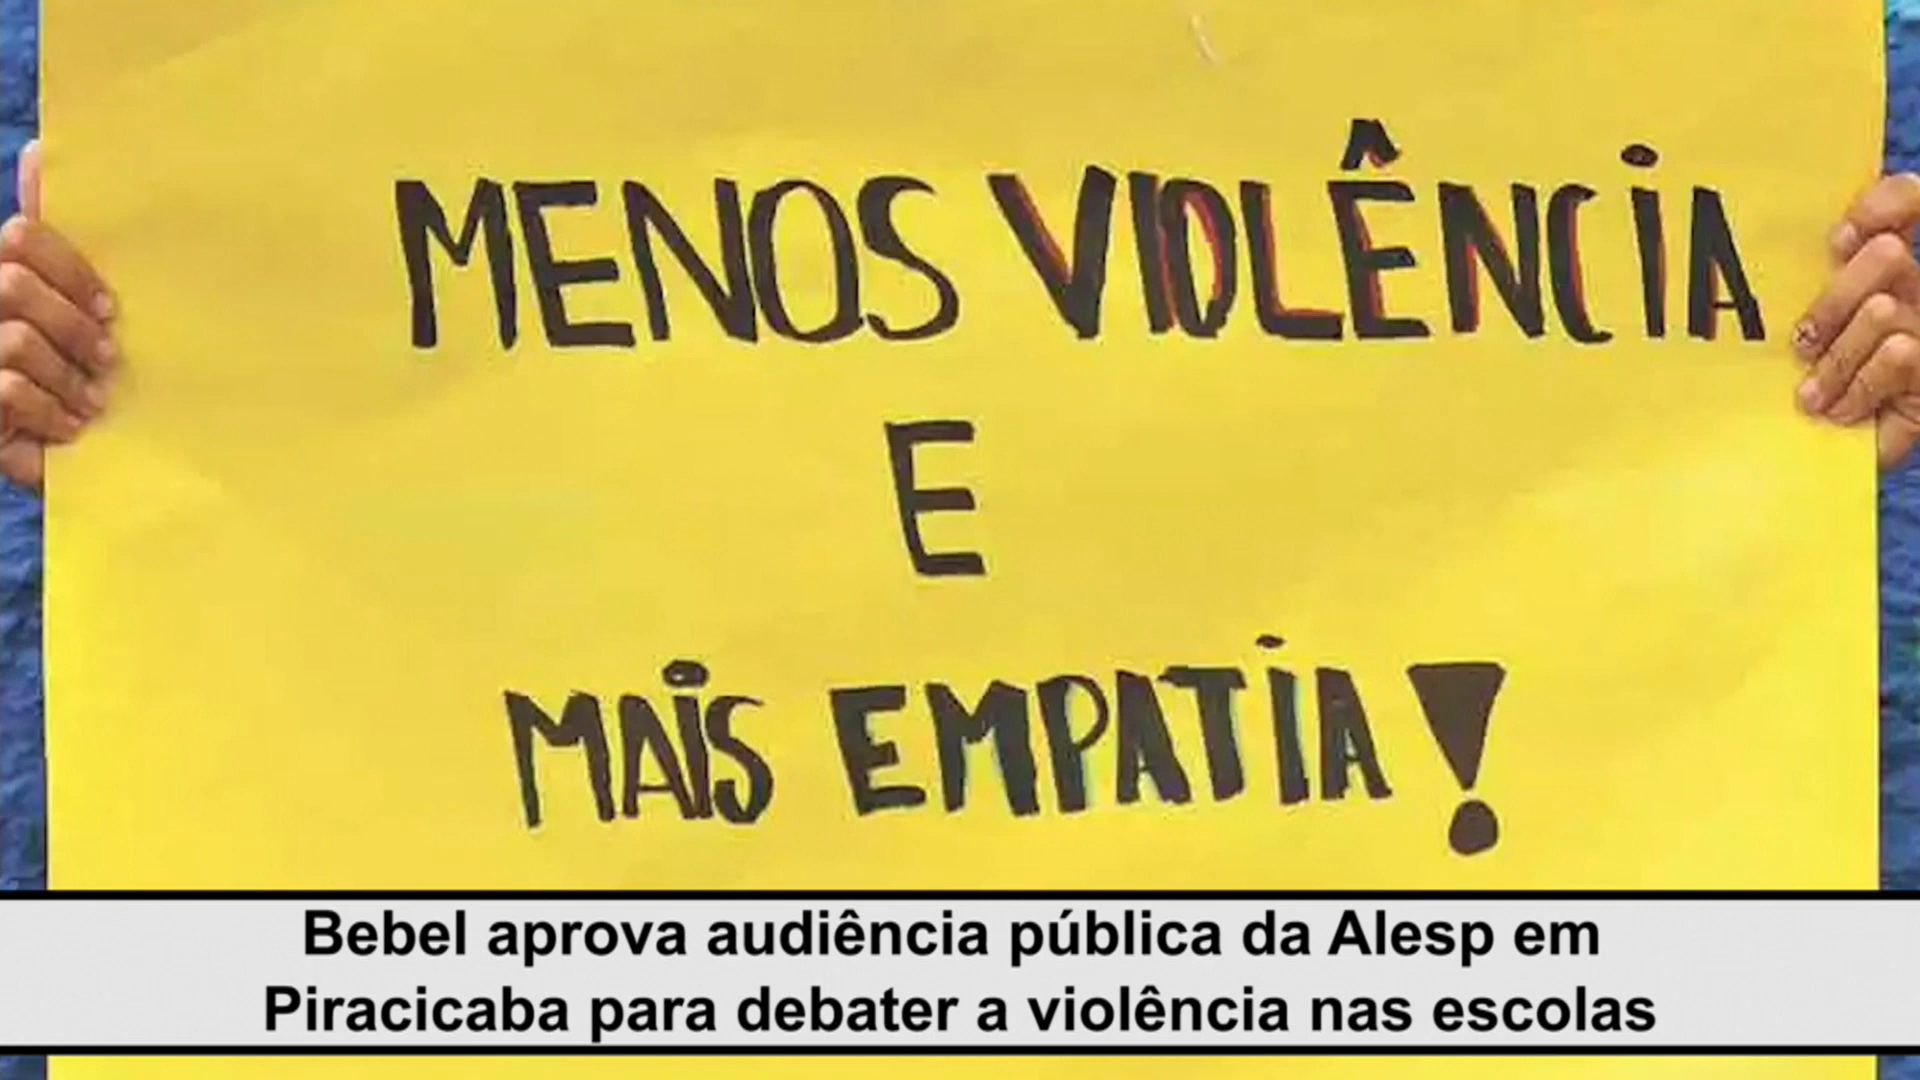 MENOS VIOLÊNCIA
E
MAIS EMPATIA!
Bebel aprova audiência pública da Alesp em
Piracicaba para debater a violência nas escolas